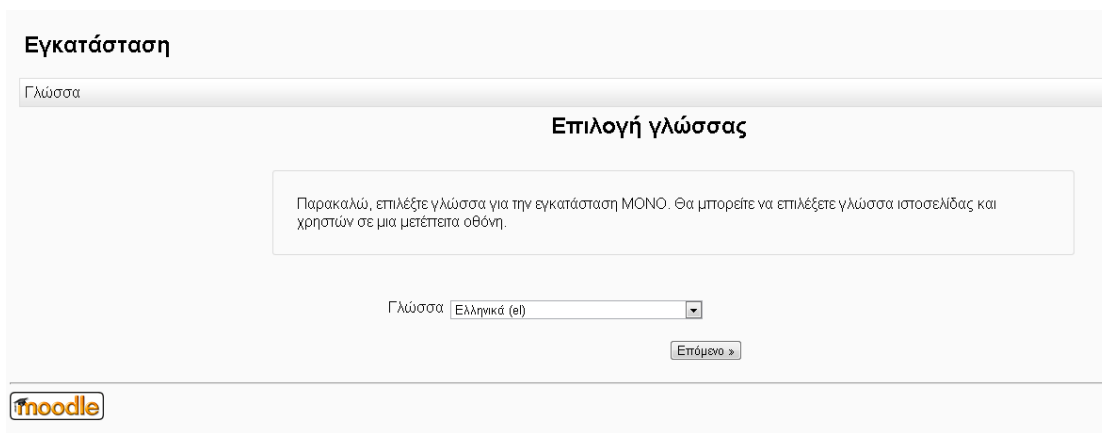 Εγκατάσταση
Γλώσσα
Επιλογή γλώσσας
Παρακαλώ, επιλέξτε γλώσσα για την εγκατάσταση ΜΟΝΟ. Θα μπορείτε να επιλέξετε γλώσσα ιστοσελίδας και
χρηστών σε μια μετέπειτα οθόνη.
Γλώσσα Ελληνικά (el)
Επόμενο »
moodle